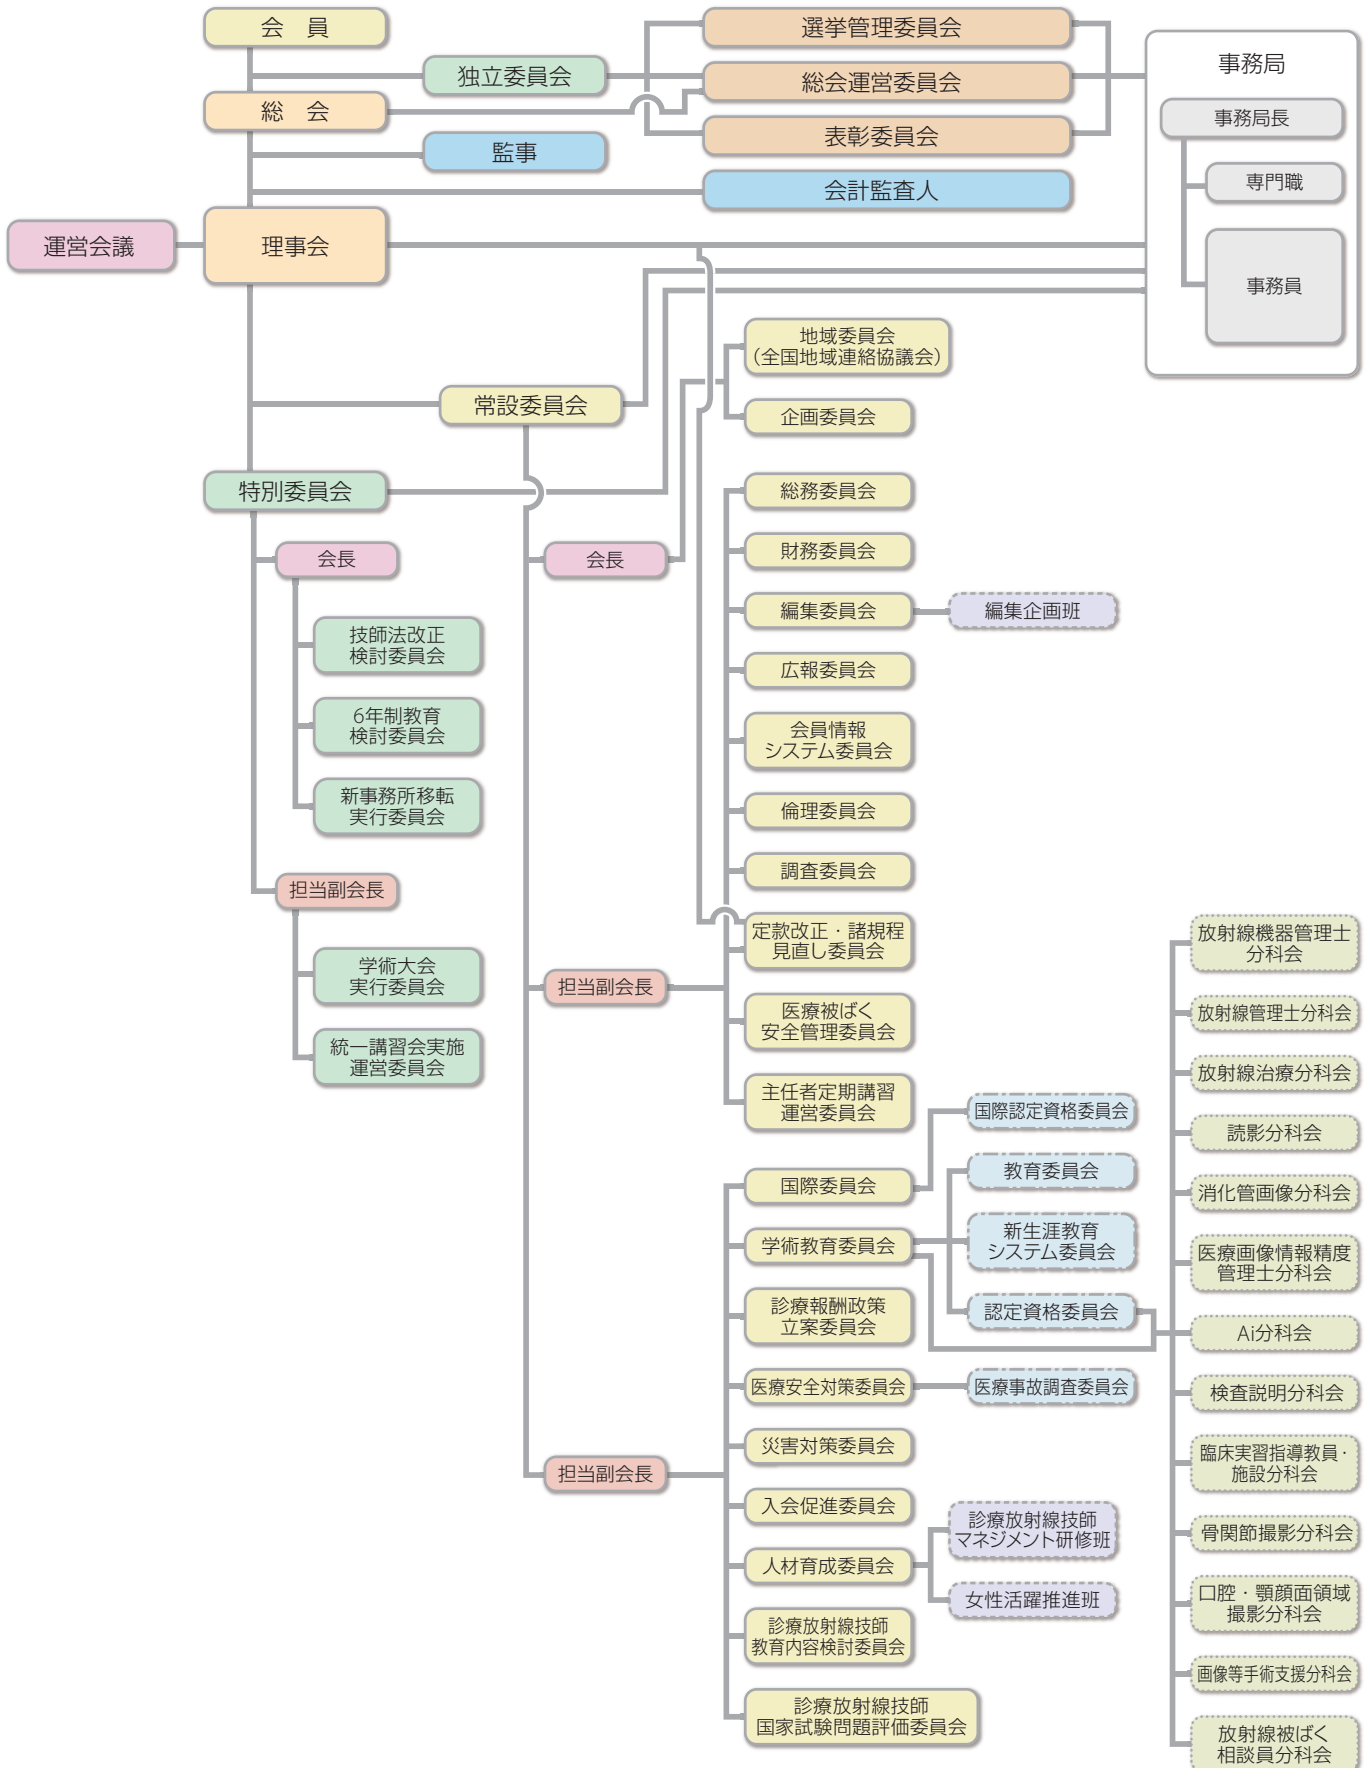 会　員
独立委員会
総　会
監事
選挙管理委員会
総会運営委員会
表彰委員会
会計監査人
事務局
事務局長
専門職
事務員
運営会議
理事会
常設委員会
特別委員会
会長
技師法改正
検討委員会
6年制教育
検討委員会
新事務所移転
実行委員会
担当副会長
学術大会
実行委員会
統一講習会実施
運営委員会
会長
地域委員会
（全国地域連絡協議会）
企画委員会
担当副会長
総務委員会
財務委員会
編集委員会
編集企画班
広報委員会
会員情報
システム委員会
倫理委員会
調査委員会
定款改正・諸規程
見直し委員会
医療被ばく
安全管理委員会
主任者定期講習
運営委員会
担当副会長
国際委員会
国際認定資格委員会
学術教育委員会
教育委員会
新生涯教育
システム委員会
認定資格委員会
診療報酬政策
立案委員会
医療安全対策委員会
医療事故調査委員会
災害対策委員会
入会促進委員会
人材育成委員会
診療放射線技師
マネジメント研修班
女性活躍推進班
診療放射線技師
教育内容検討委員会
診療放射線技師
国家試験問題評価委員会
放射線機器管理士
分科会
放射線管理士分科会
放射線治療分科会
読影分科会
消化管画像分科会
医療画像情報精度
管理士分科会
Ai分科会
検査説明分科会
臨床実習指導教員・
施設分科会
骨関節撮影分科会
口腔・顎顔面領域
撮影分科会
画像等手術支援分科会
放射線被ばく
相談員分科会